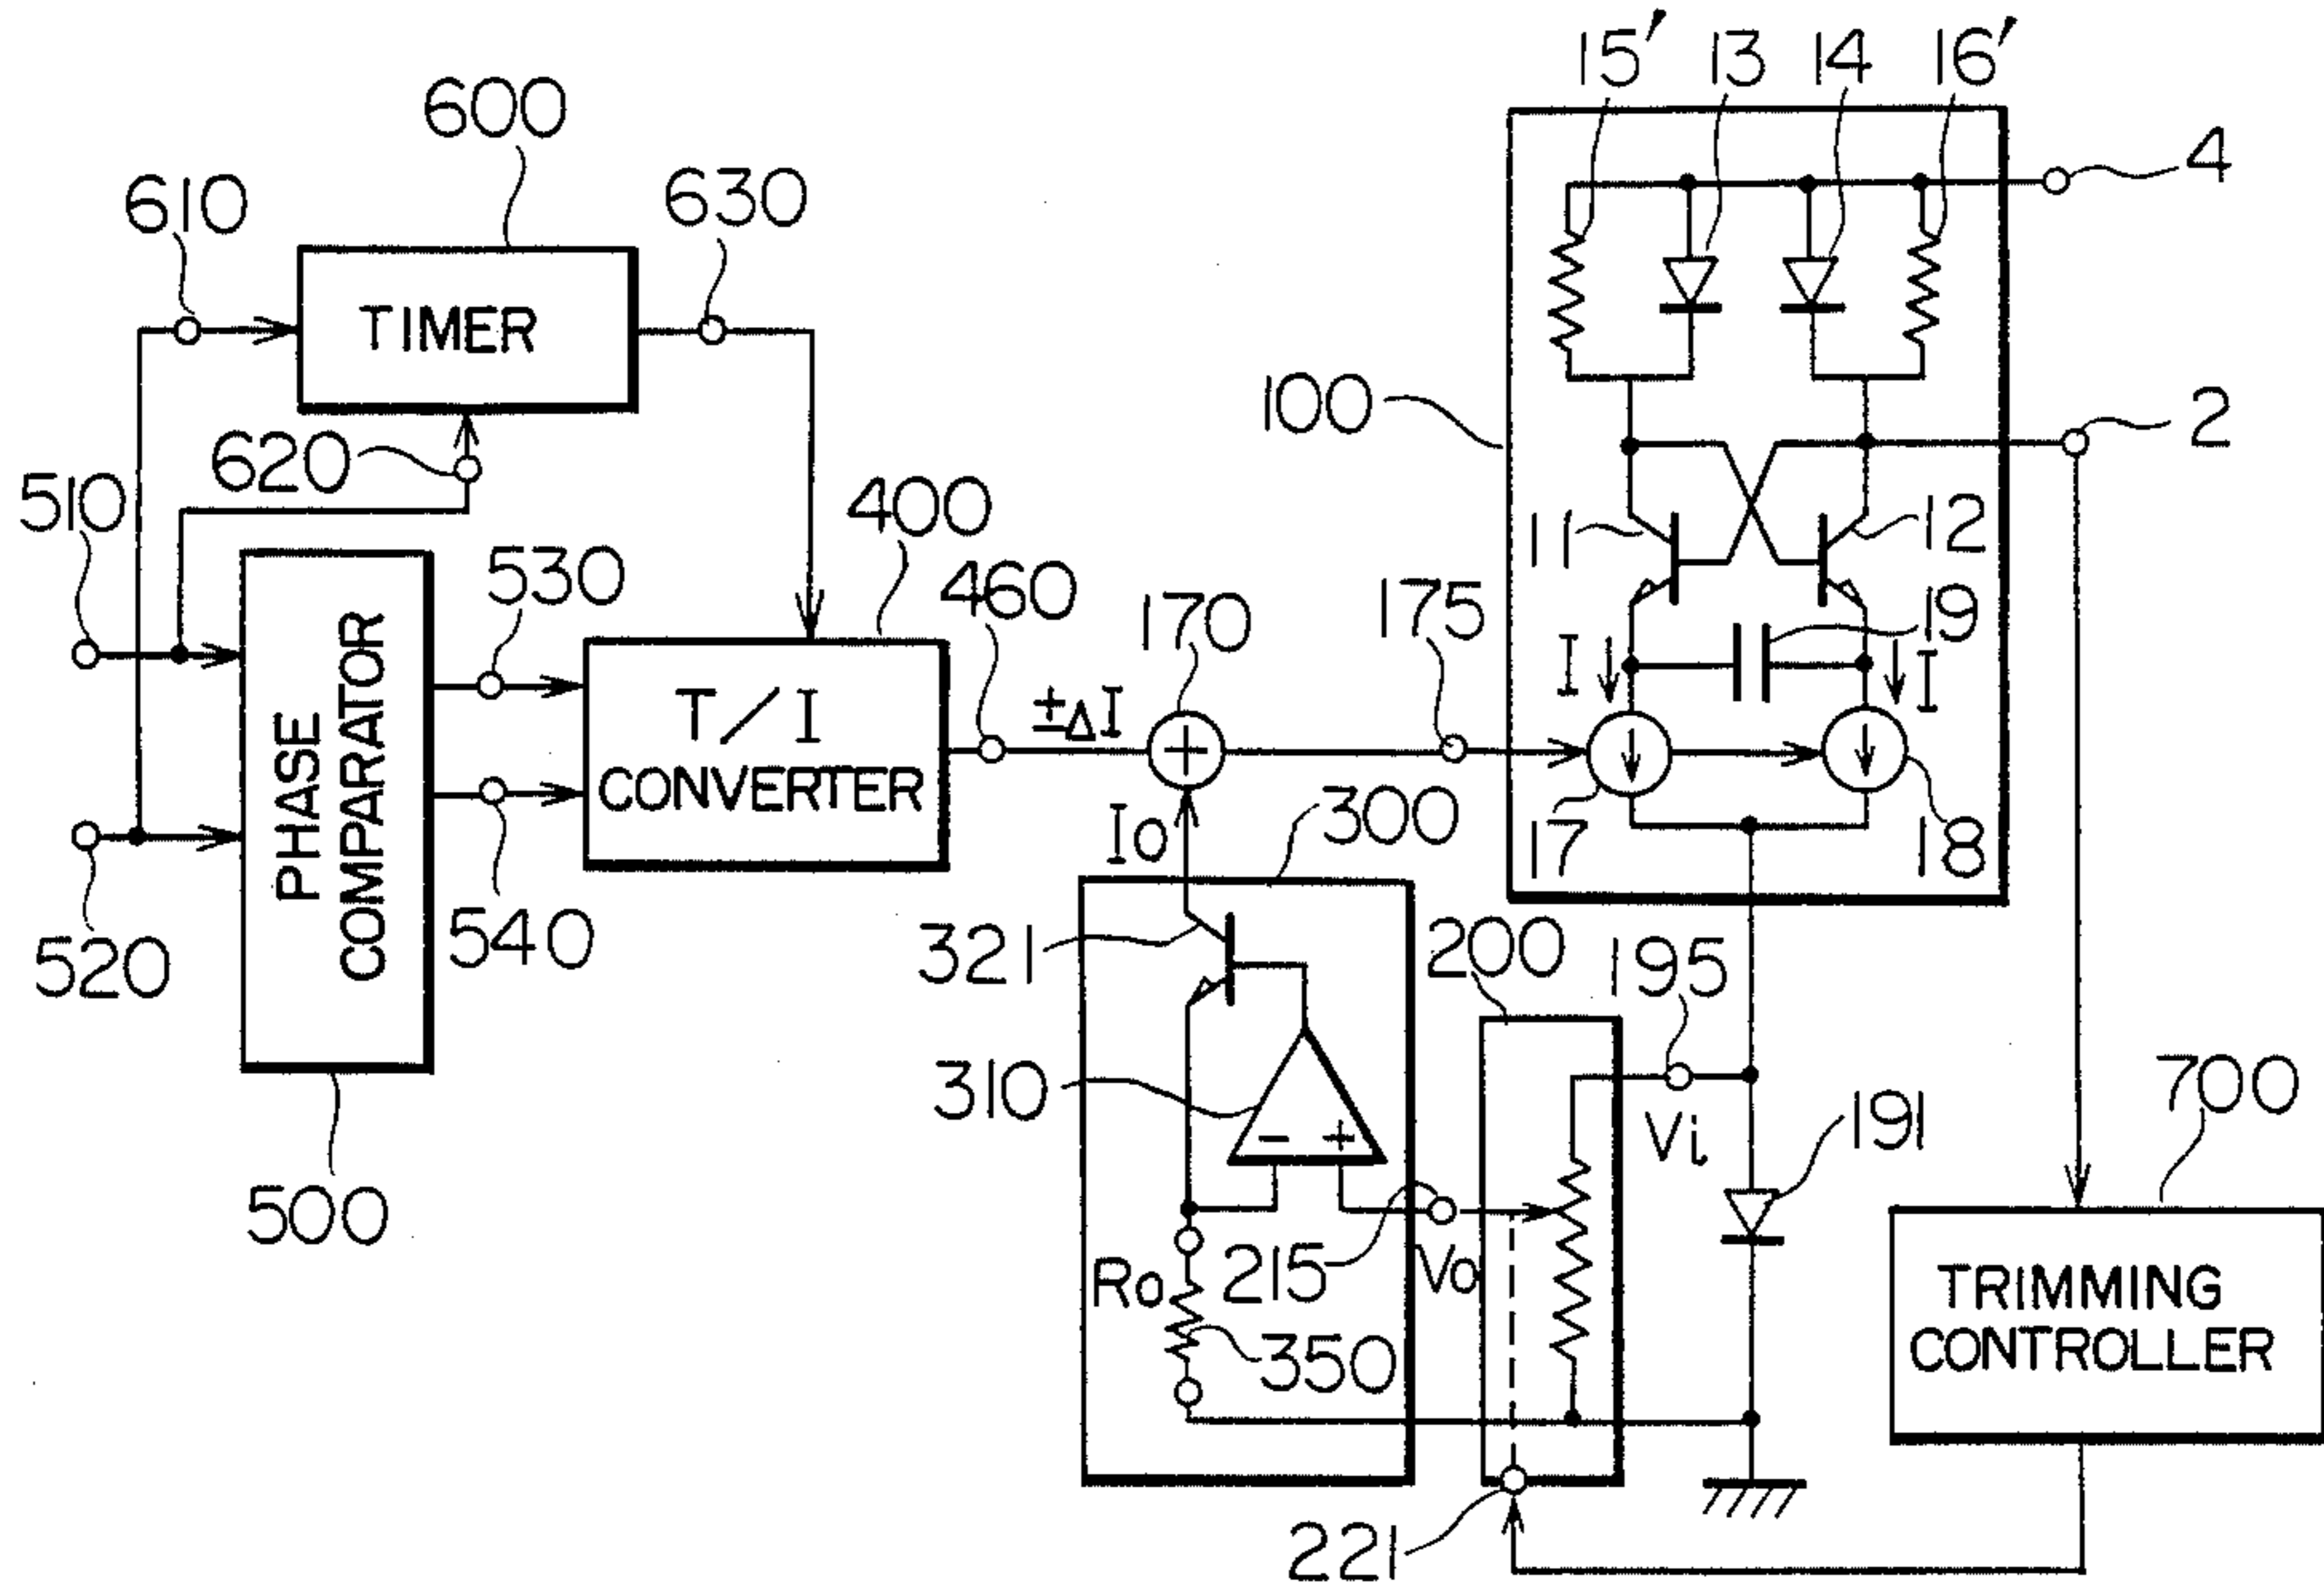 600
610
630
TIMER
620
510
530
400
460
PHASE
COMPARATOR
T/I
CONVERTER
±ΔI
170
175
520
540
500
Io
300
321
310
- +
Ro
350
215
Vo
200
195
Vi
191
221
700
TRIMMING
CONTROLLER
15' 13 14 16'
4
100
2
11
12
19
I
I
17
18